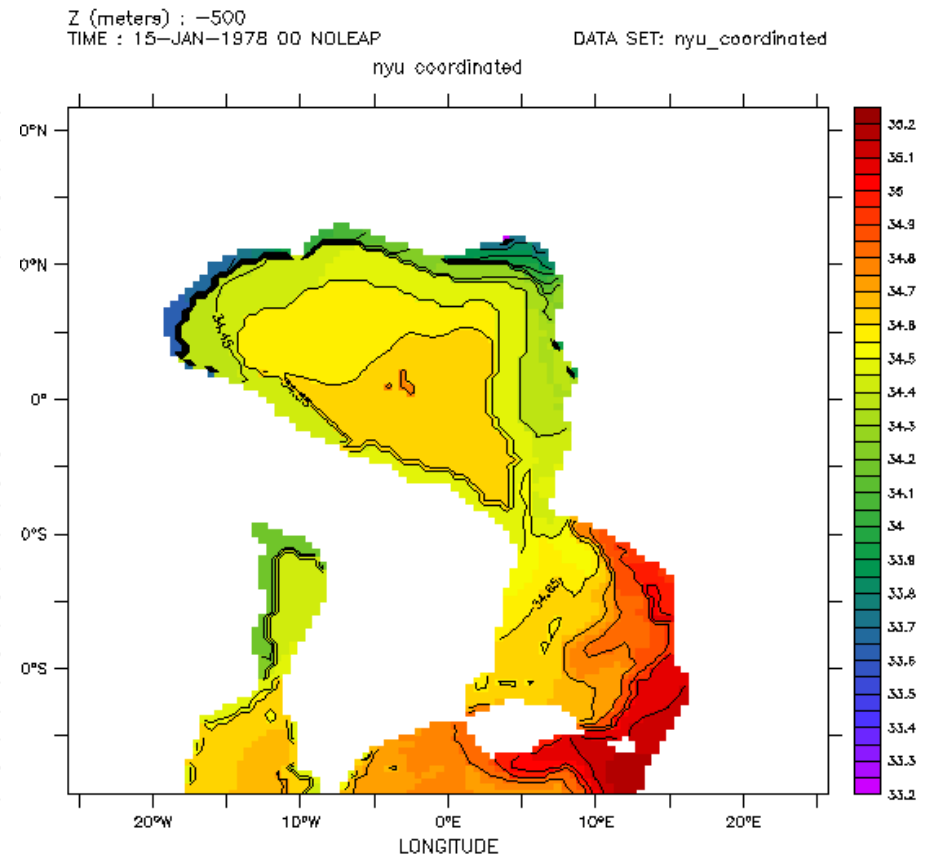 Z (meters) : -500
TIME : 15-JAN-1978 00 NOLEAP
DATA SET: nyu_coordinated
nyu coordinated
0°N
0°N
0°
0°S
0°S
34.45
34.55
34.65
35.2
35.1
35
34.9
34.8
34.7
34.6
34.5
34.4
34.3
34.2
34.1
34
33.9
33.8
33.7
33.6
33.5
33.4
33.3
33.2
20°W
10°W
0°E
10°E
20°E
LONGITUDE